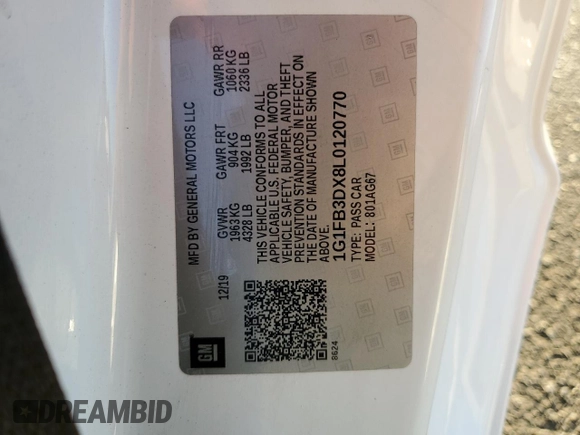 MFD BY GENERAL MOTORS LLC
12/19
GVWR
1963 KG
4328 LB
GAWR FRT
904 KG
1992 LB
GAWR RR
1060 KG
2336 LB
THIS VEHICLE CONFORMS TO ALL
APPLICABLE U.S. FEDERAL MOTOR
VEHICLE SAFETY, BUMPER, AND THEFT
PREVENTION STANDARDS IN EFFECT ON
THE DATE OF MANUFACTURE SHOWN
ABOVE.
1G1FB3DX8L0120770
TYPE: PASS CAR
MODEL: 801AG67
GM
8624
DREAMBID